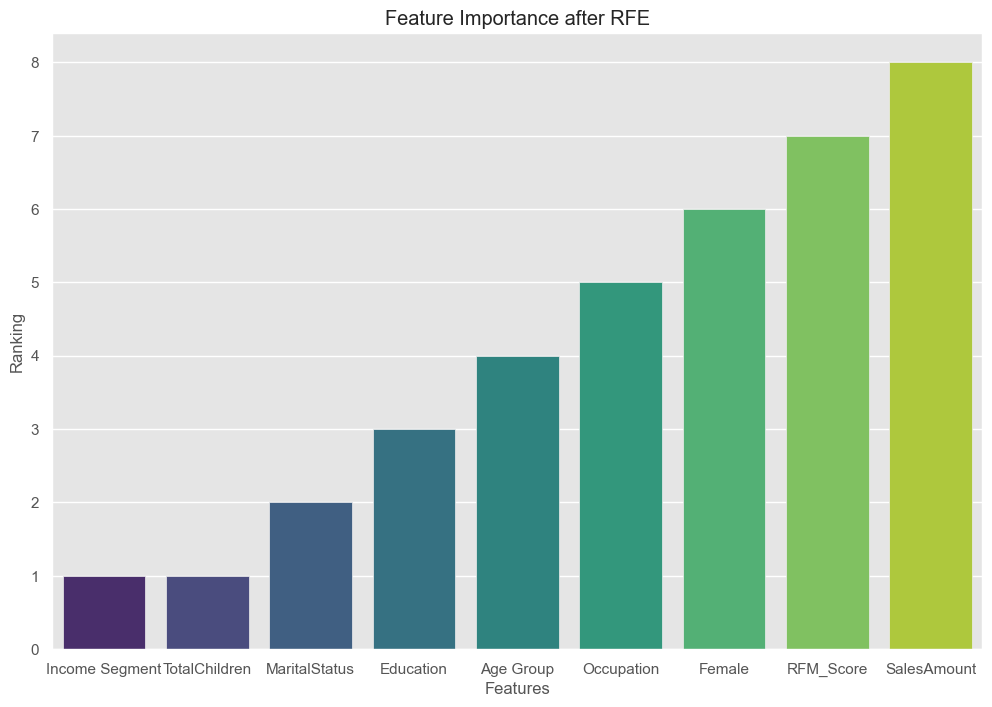 Feature Importance after RFE
8
7
6
5
4
3
2
1
0
Ranking
Income Segment TotalChildren MaritalStatus Education Age Group Occupation Female RFM_Score SalesAmount
Features